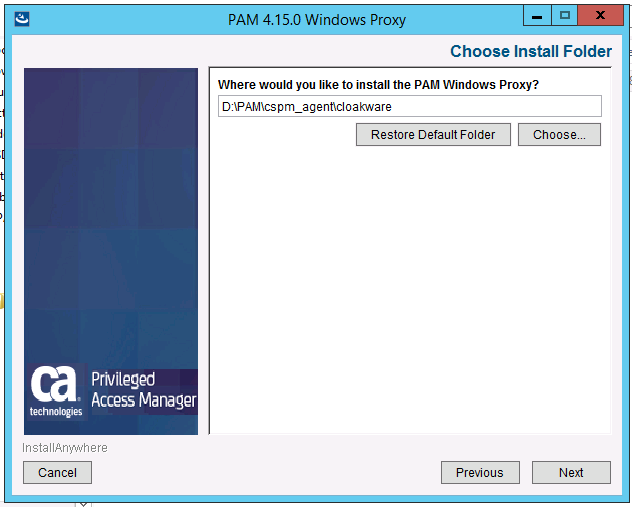 PAM 4.15.0 Windows Proxy
Choose Install Folder
Where would you like to install the PAM Windows Proxy?
D:\PAM\cspm_agent\cloakware
Restore Default Folder
Choose...
ca
technologies
Privileged
Access Manager
InstallAnywhere
Cancel
Previous
Next